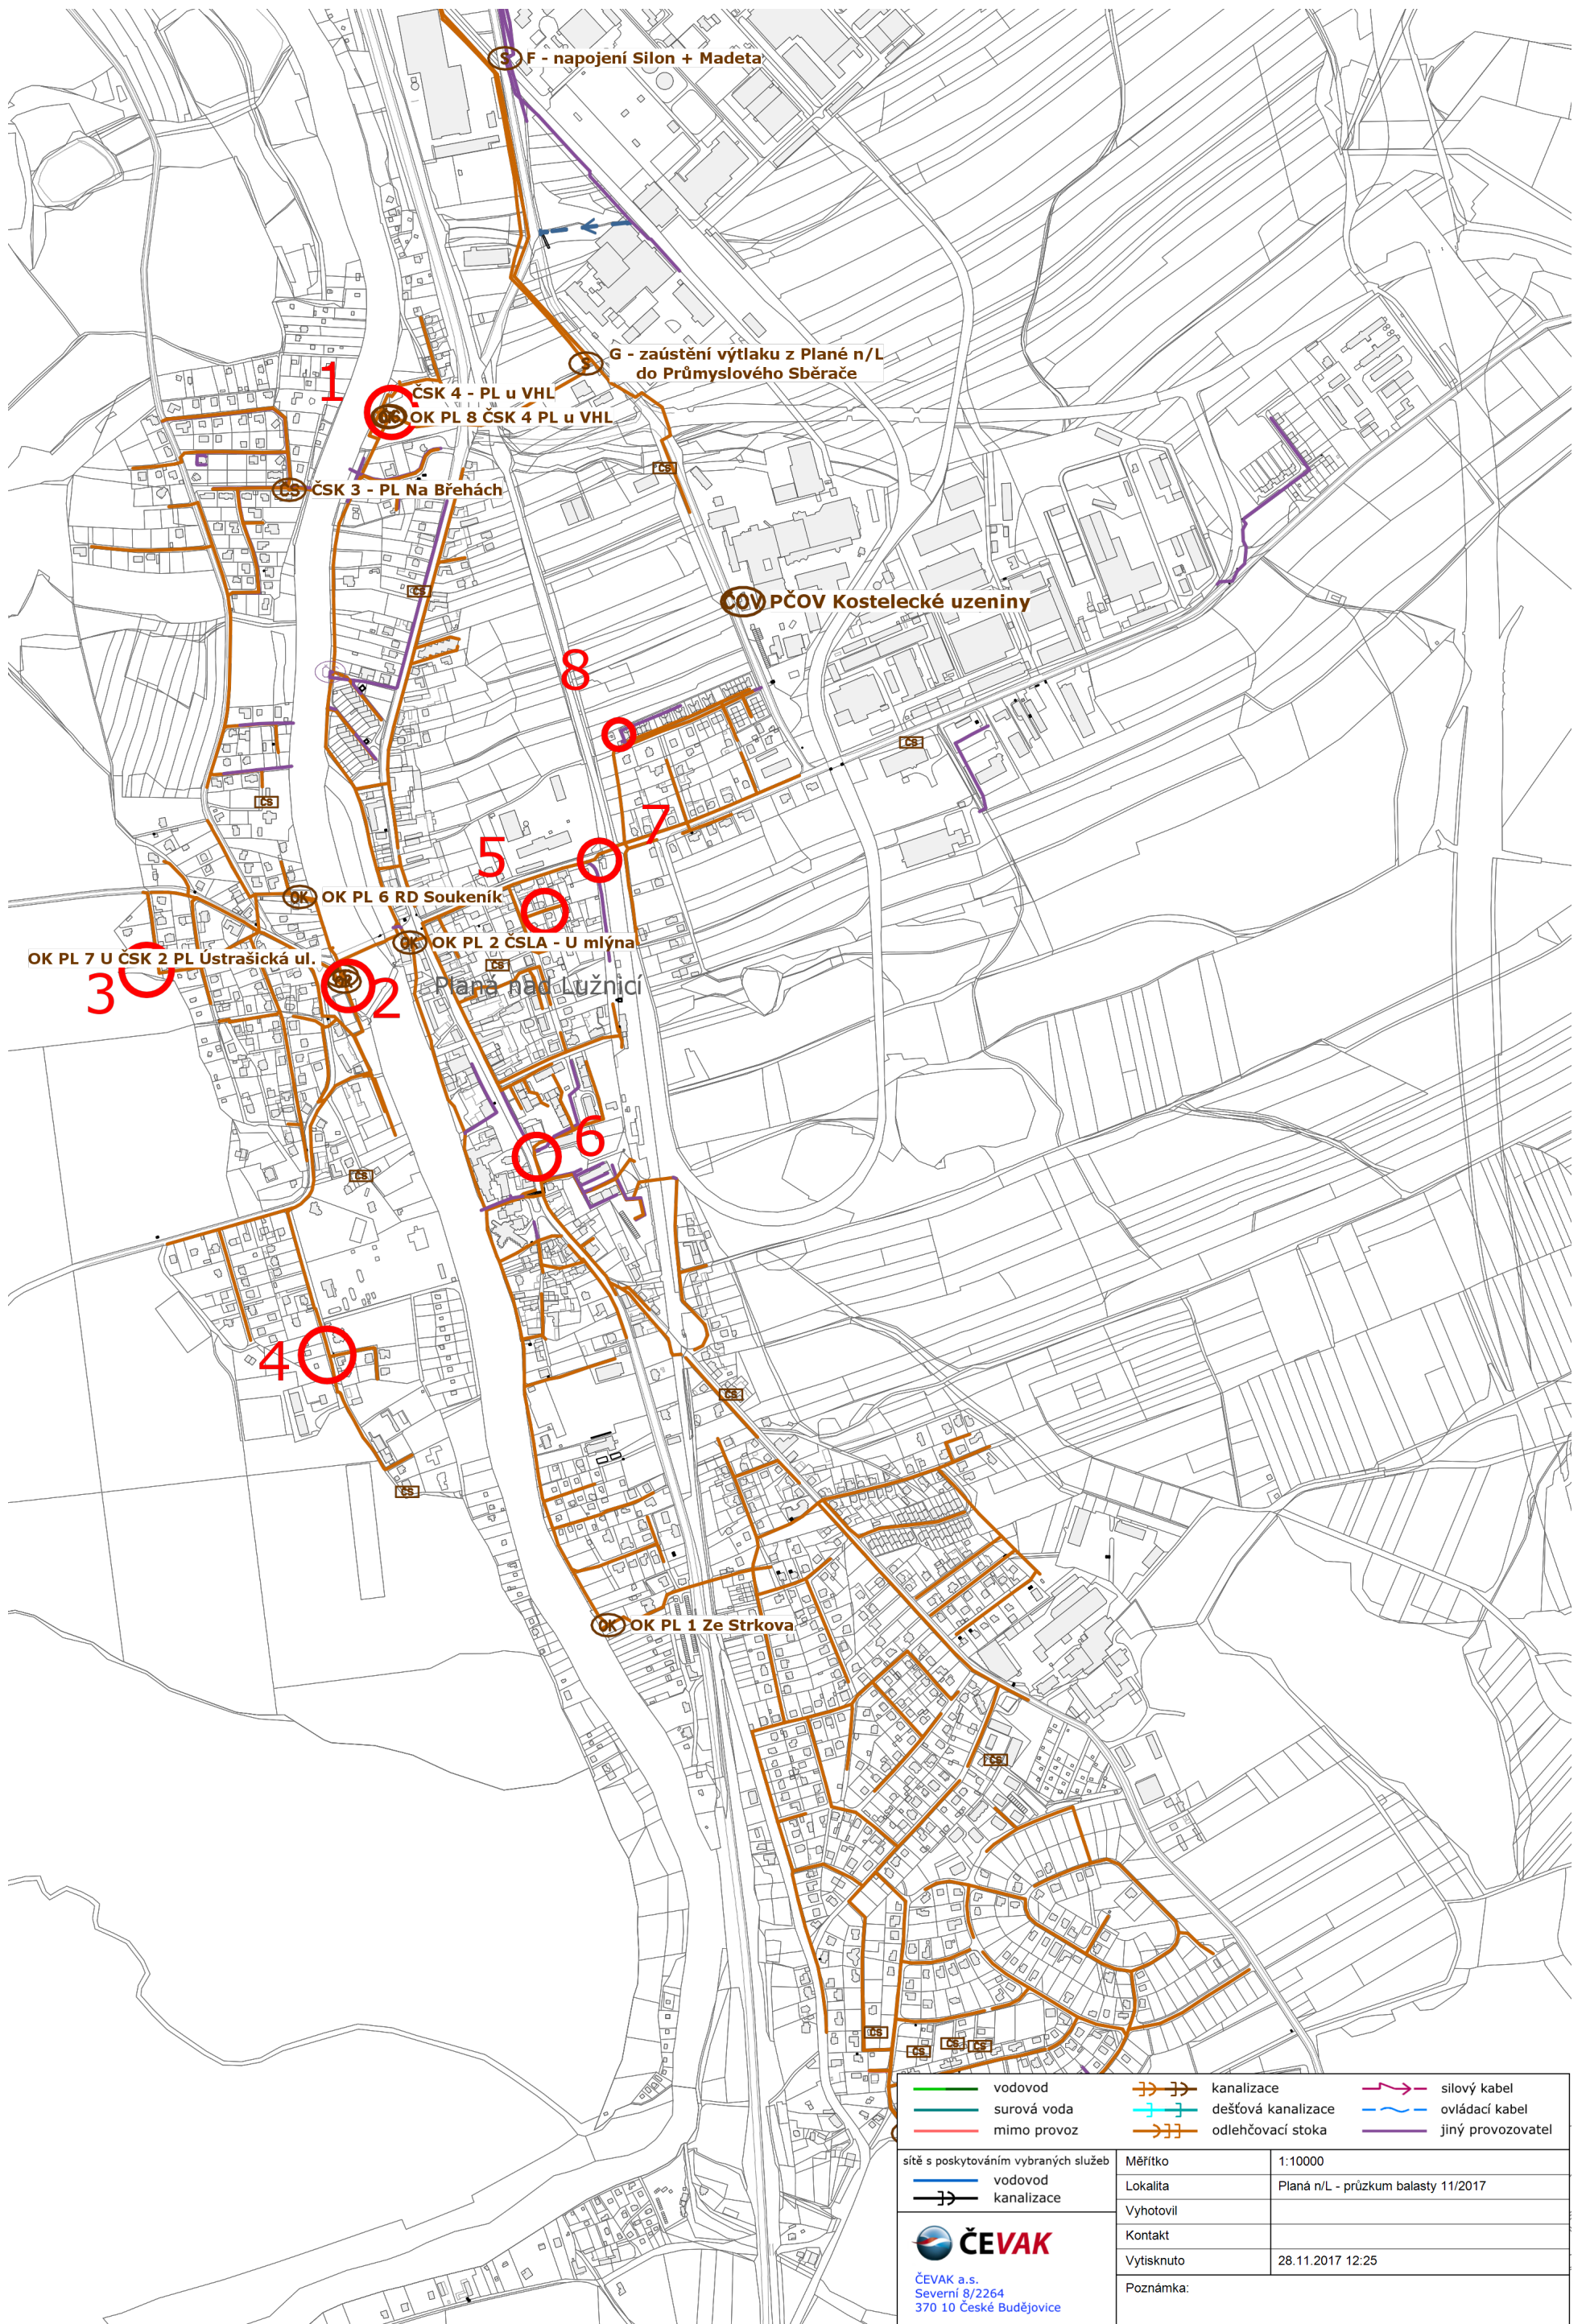 S F - napojení Silon + Madeta
S G - zaústění výtlaku z Plané n/L
do Průmyslového Sběrače
1
ČSK 4 - PL u VHL
OK PL 8 ČSK 4 PL u VHL
ČS
ČS ČSK 3 - PL Na Břehách
ČS
ČOV PČOV Kostelecké uzeniny
8
ČS
ČS
7
5
OK OK PL 6 RD Soukeník
OK OK PL 2 ČSLA - U mlýna
OK PL 7 U ČSK 2 PL Ústrašická ul.
ČS
Planá nad Lužnicí
3
2
6
ČS
4
ČS
ČS
OK OK PL 1 Ze Strkova
ČS
ČS
ČS
ČS
ČS
vodovod
surová voda
mimo provoz
kanalizace
dešťová kanalizace
odlehčovací stoka
silový kabel
ovládací kabel
jiný provozovatel
sítě s poskytováním vybraných služeb
vodovod
kanalizace
Měřítko 1:10000
Lokalita Planá n/L - průzkum balasty 11/2017
Vyhotovil
Kontakt
Vytisknuto 28.11.2017 12:25
Poznámka:
ČEVAK
ČEVAK a.s.
Severní 8/2264
370 10 České Budějovice